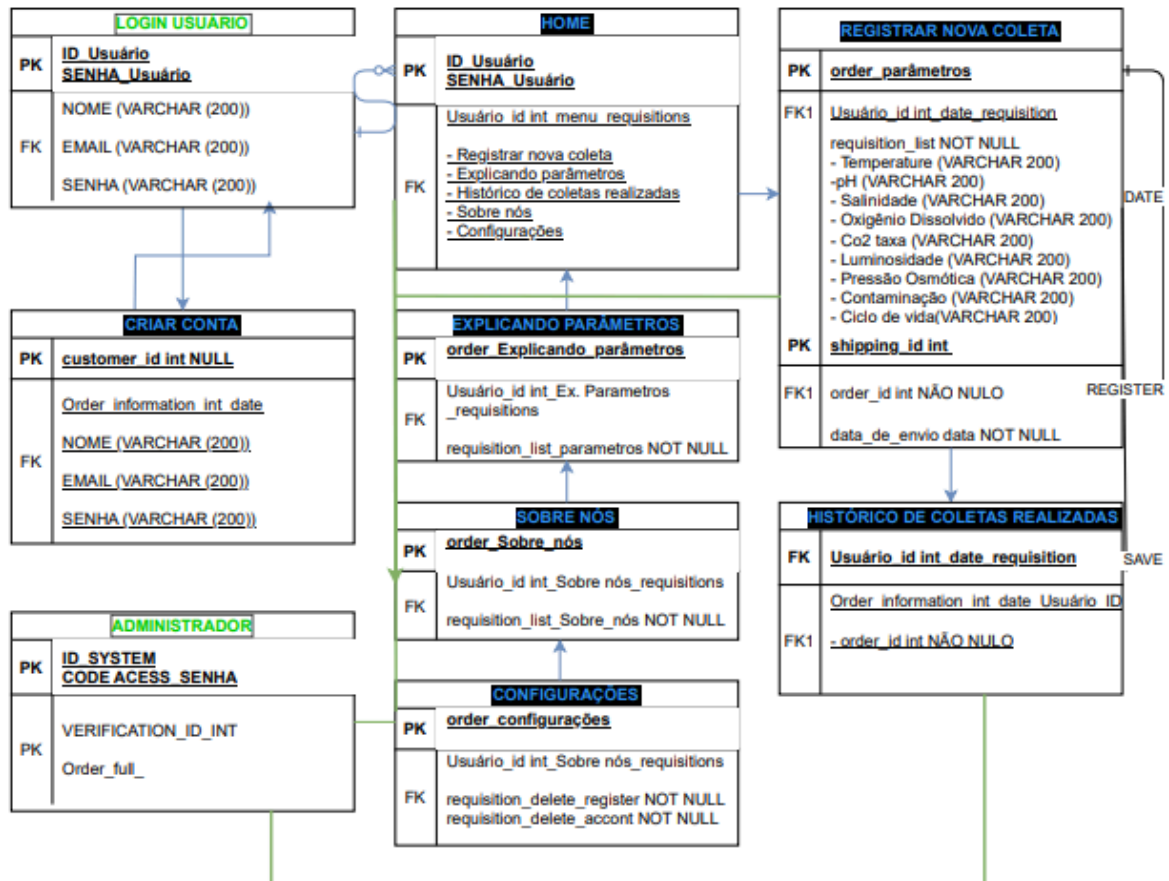 LOGIN USUARIO
PK
ID_Usuário
SENHA_Usuário
FK
NOME (VARCHAR (200))
EMAIL (VARCHAR (200))
SENHA (VARCHAR (200))
CRIAR CONTA
PK
customer_id int NULL
FK
Order_information_int_date
NOME (VARCHAR (200))
EMAIL (VARCHAR (200))
SENHA (VARCHAR (200))
ADMINISTRADOR
PK
ID_SYSTEM
CODE ACESS_SENHA
PK
VERIFICATION_ID_INT
Order_full_
HOME
PK
ID_Usuário
SENHA_Usuário
FK
Usuário_id int_menu_requisitions
- Registrar nova coleta
- Explicando parâmetros
- Histórico de coletas realizadas
- Sobre nós
- Configurações
EXPLICANDO PARÂMETROS
PK
order_Explicando_parâmetros
FK
Usuário_id int_Ex. Parametros
_requisitions
requisition_list_parametros NOT NULL
SOBRE NÓS
PK
order_Sobre_nós
FK
Usuário_id int_Sobre nós_requisitions
requisition_list_Sobre_nós NOT NULL
CONFIGURAÇÕES
PK
order_configurações
FK
Usuário_id int_Sobre nós_requisitions
requisition_delete_register NOT NULL
requisition_delete_accont NOT NULL
REGISTRAR NOVA COLETA
PK
order_parâmetros
FK1
Usuário_id int_date_requisition
requisition_list NOT NULL
- Temperature (VARCHAR 200)
-pH (VARCHAR 200)
- Salinidade (VARCHAR 200)
- Oxigênio Dissolvido (VARCHAR 200)
- Co2 taxa (VARCHAR 200)
- Luminosidade (VARCHAR 200)
- Pressão Osmótica (VARCHAR 200)
- Contaminação (VARCHAR 200)
- Ciclo de vida(VARCHAR 200)
PK
shipping_id int
FK1
order_id int NÃO NULO
data_de_envio data NOT NULL
DATE
REGISTER
SAVE
HISTÓRICO DE COLETAS REALIZADAS
FK
Usuário_id int_date_requisition
FK1
Order_information_int_date_Usuário_ID
- order_id int NÃO NULO